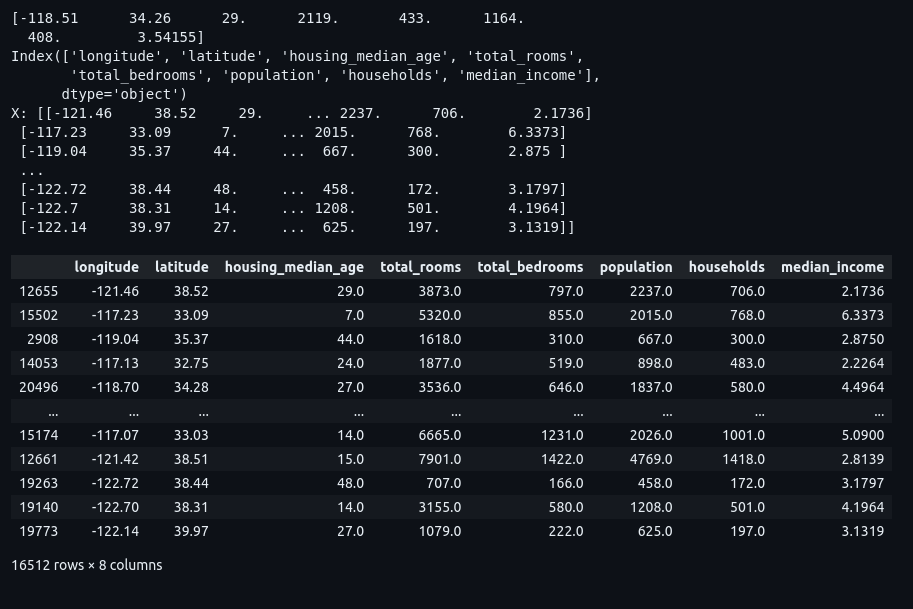 [-118.51      34.26      29.      2119.       433.      1164.
  408.         3.54155]
Index(['longitude', 'latitude', 'housing_median_age', 'total_rooms',
       'total_bedrooms', 'population', 'households', 'median_income'],
      dtype='object')
X: [[-121.46     38.52     29.     ... 2237.      706.        2.1736]
 [-117.23     33.09      7.     ... 2015.      768.        6.3373]
 [-119.04     35.37     44.     ...  667.      300.        2.875 ]
 ...
 [-122.72     38.44     48.     ...  458.      172.        3.1797]
 [-122.7      38.31     14.     ... 1208.      501.        4.1964]
 [-122.14     39.97     27.     ...  625.      197.        3.1319]]
longitude latitude housing_median_age total_rooms total_bedrooms population households median_income
12655 -121.46 38.52 29.0 3873.0 797.0 2237.0 706.0 2.1736
15502 -117.23 33.09 7.0 5320.0 855.0 2015.0 768.0 6.3373
2908 -119.04 35.37 44.0 1618.0 310.0 667.0 300.0 2.8750
14053 -117.13 32.75 24.0 1877.0 519.0 898.0 483.0 2.2264
20496 -118.70 34.28 27.0 3536.0 646.0 1837.0 580.0 4.4964
... ... ... ... ... ... ... ... ...
15174 -117.07 33.03 14.0 6665.0 1231.0 2026.0 1001.0 5.0900
12661 -121.42 38.51 15.0 7901.0 1422.0 4769.0 1418.0 2.8139
19263 -122.72 38.44 48.0 707.0 166.0 458.0 172.0 3.1797
19140 -122.70 38.31 14.0 3155.0 580.0 1208.0 501.0 4.1964
19773 -122.14 39.97 27.0 1079.0 222.0 625.0 197.0 3.1319
16512 rows × 8 columns